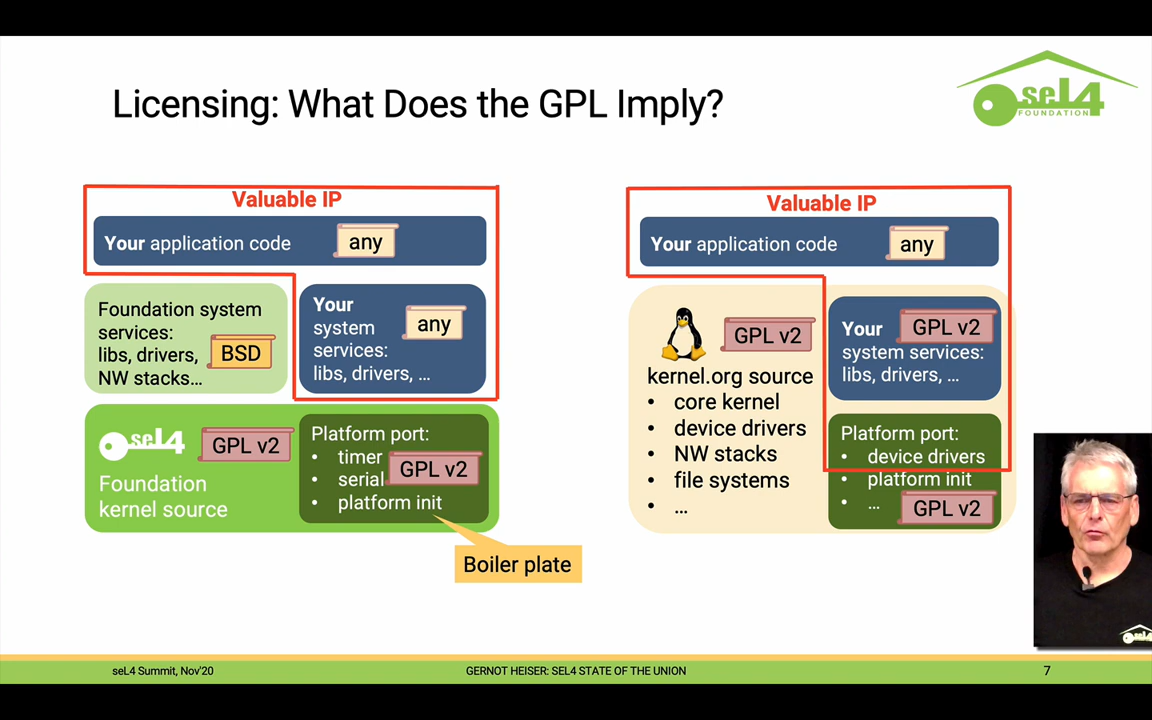 Licensing: What Does the GPL Imply?
seL4
FOUNDATION
Valuable IP
Your application code
any
Foundation system
services:
libs, drivers,
NW stacks...
BSD
Your
system
services:
libs, drivers, ...
any
seL4
GPL v2
Foundation
kernel source
Platform port:
• timer
• serial
• platform init
GPL v2
Boiler plate
Valuable IP
Your application code
any
GPL v2
kernel.org source
• core kernel
• device drivers
• NW stacks
• file systems
• ...
Your
GPL v2
system services:
libs, drivers, ...
Platform port:
• device drivers
• platform init
• ...
GPL v2
seL4
seL4 Summit, Nov'20
GERNOT HEISER: SEL4 STATE OF THE UNION
7